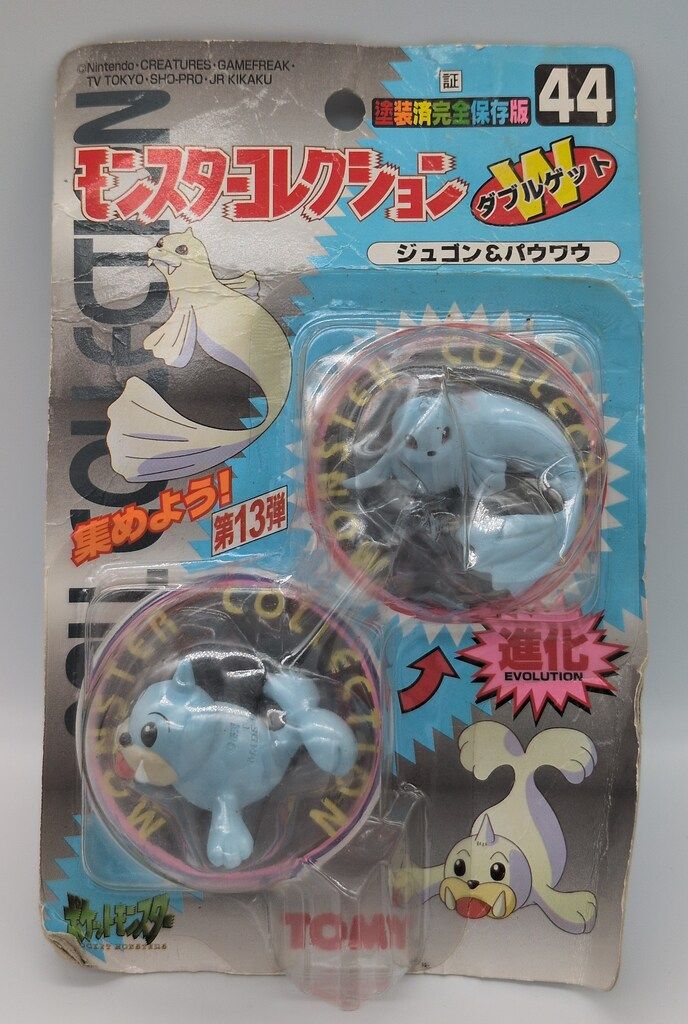 ©Nintendo・CREATURES・GAMEFREAK・
TV TOKYO・SHO-PRO・JR KIKAKU
証
塗装済完全保存版
44
モンスターコレクション
W
ダブルゲット
ジュゴン&パウワウ
MONSTER COLLECTION
集めよう!
第13弾
進化
EVOLUTION
MONSTER COLLECTION
ポケットモンスター
POCKET MONSTERS
TOMY